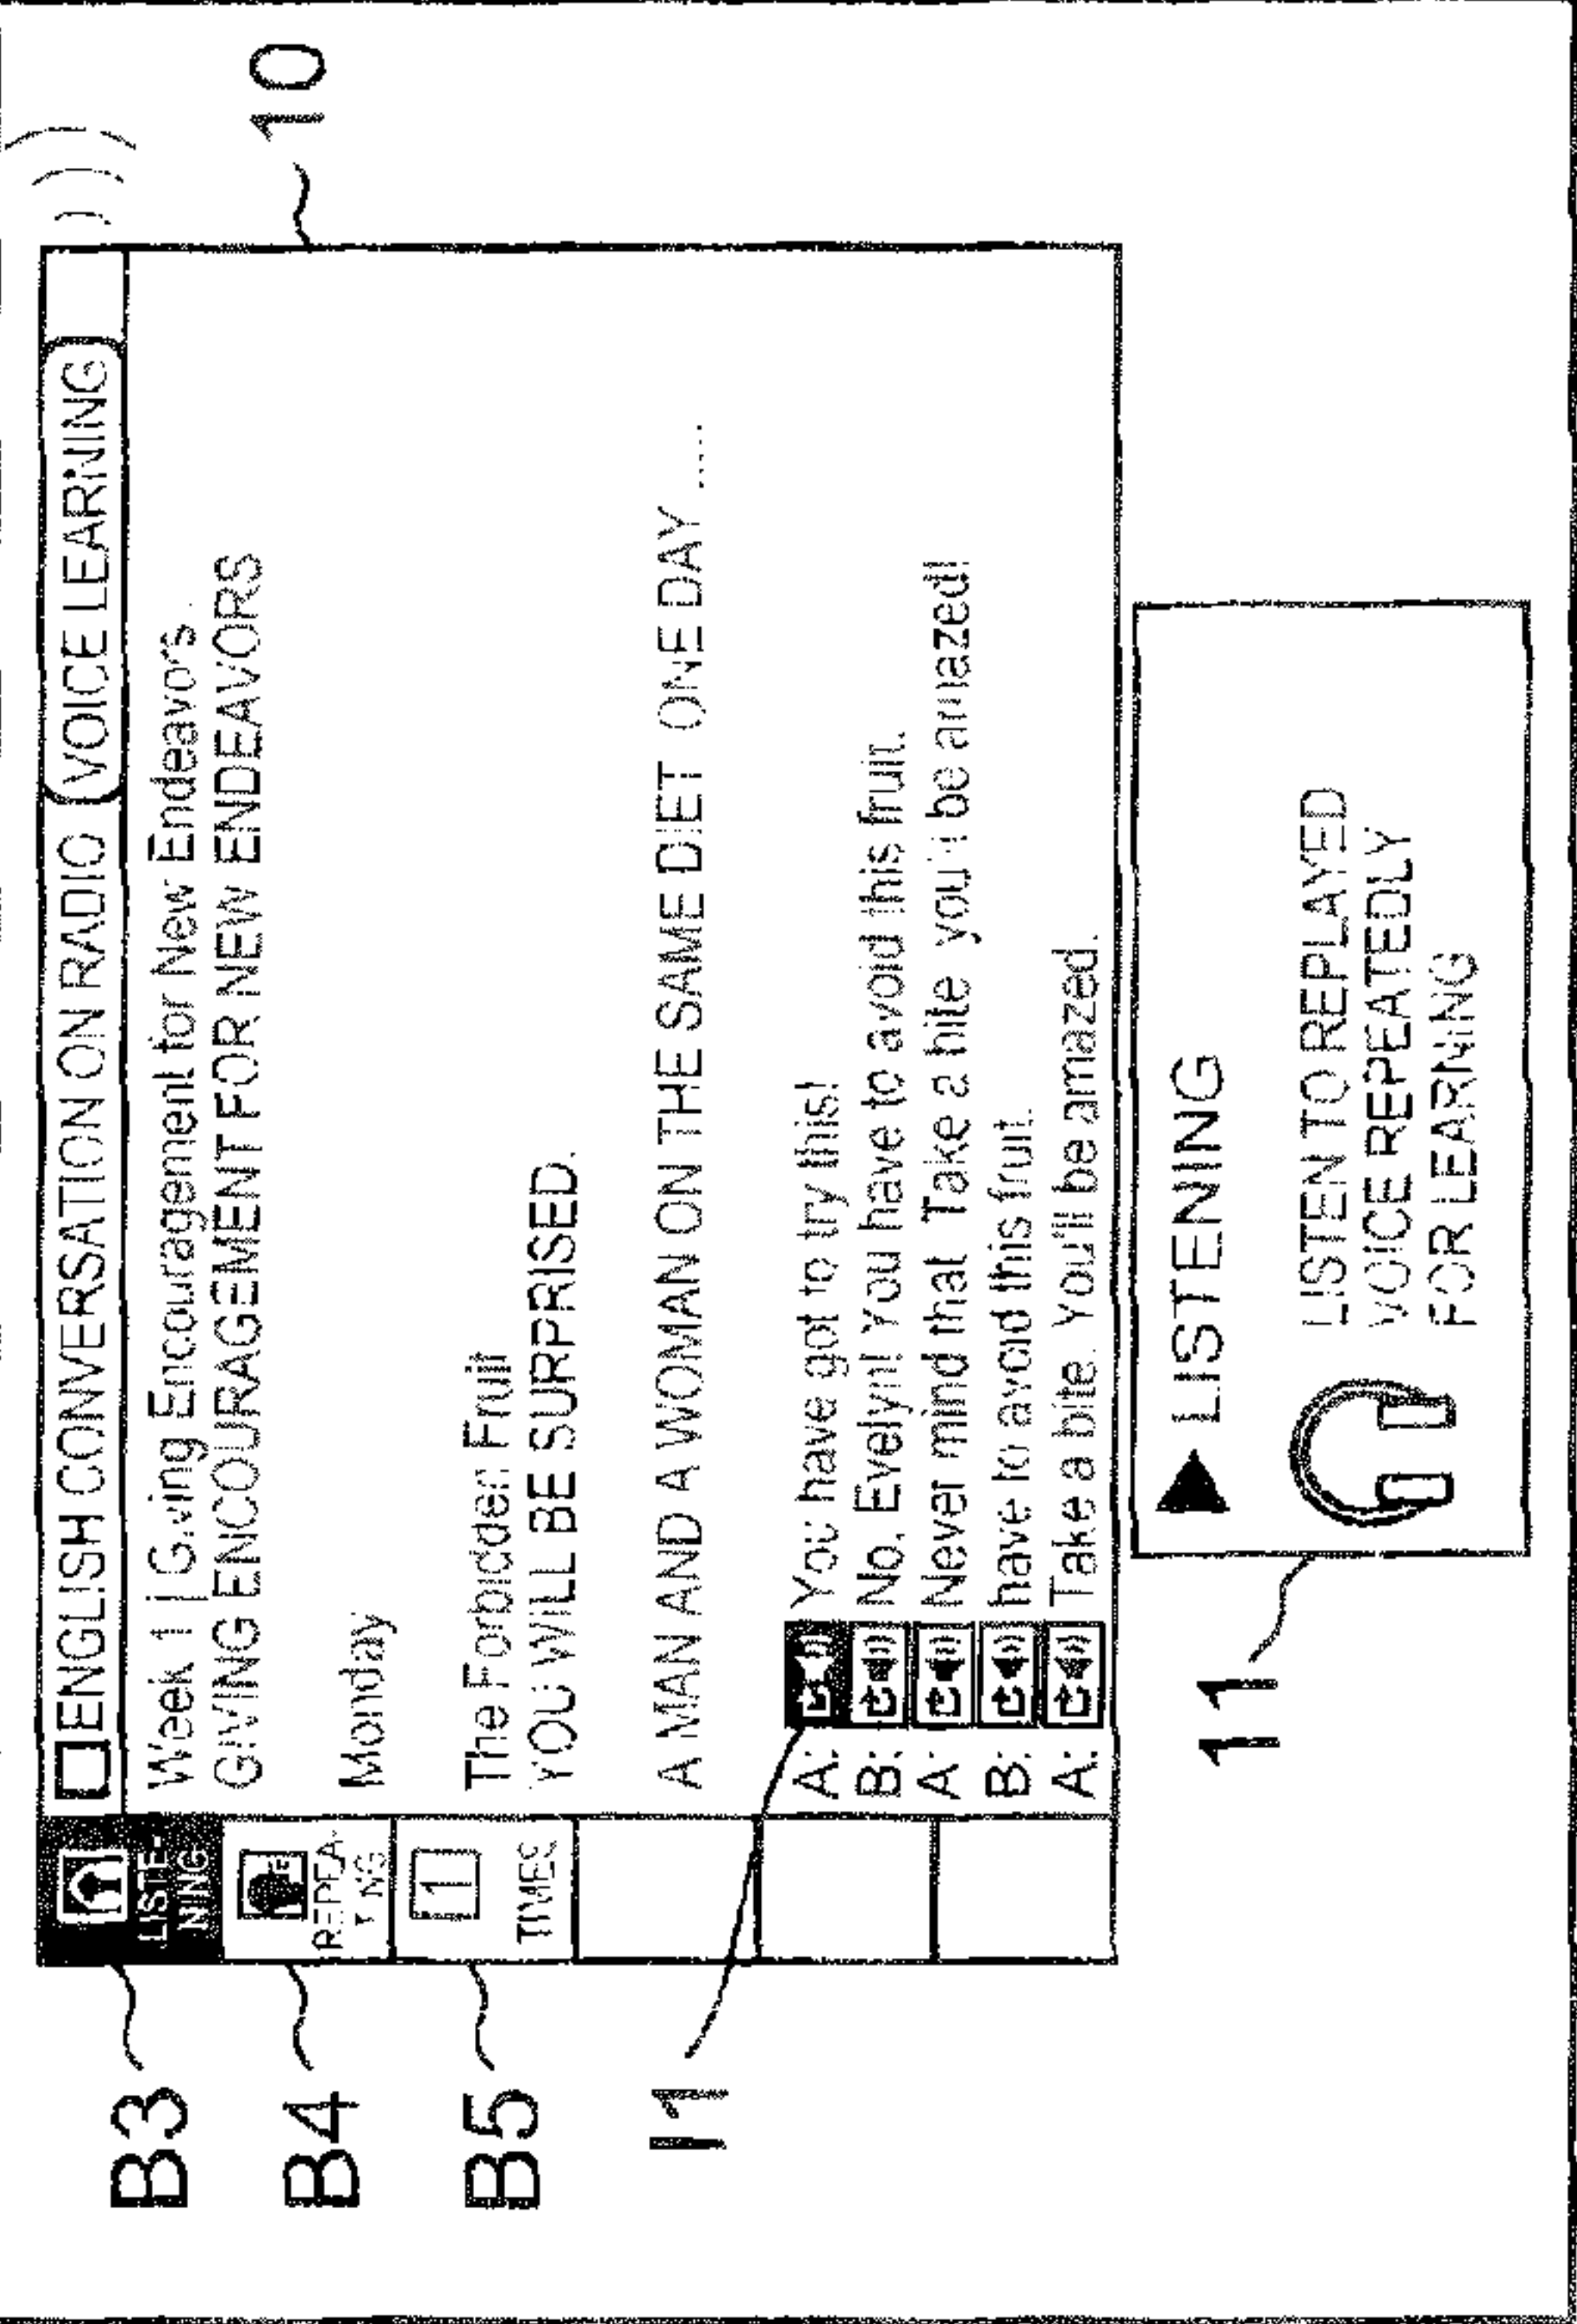 10
ENGLISH CONVERSATION ON RADIO VOICE LEARNING
Week 1 | Giving Encouragement for New Endeavors.
GIVING ENCOURAGEMENT FOR NEW ENDEAVORS
Monday
The Forbidden Fruit
YOU WILL BE SURPRISED.
A MAN AND A WOMAN ON THE SAME DIET ONE DAY .....
A: You have got to try this!
B: No, Evelyn! You have to avoid this fruit.
A: Never mind that Take a bite you'll be amazed!
B: have to avoid this fruit.
A: Take a bite. You'll be amazed.
B3
LISTE-
NING
B4
REPEA-
TING
B5
1
TIMES
I1
11
LISTENING
LISTEN TO REPLAYED
VOICE REPEATEDLY
FOR LEARNING